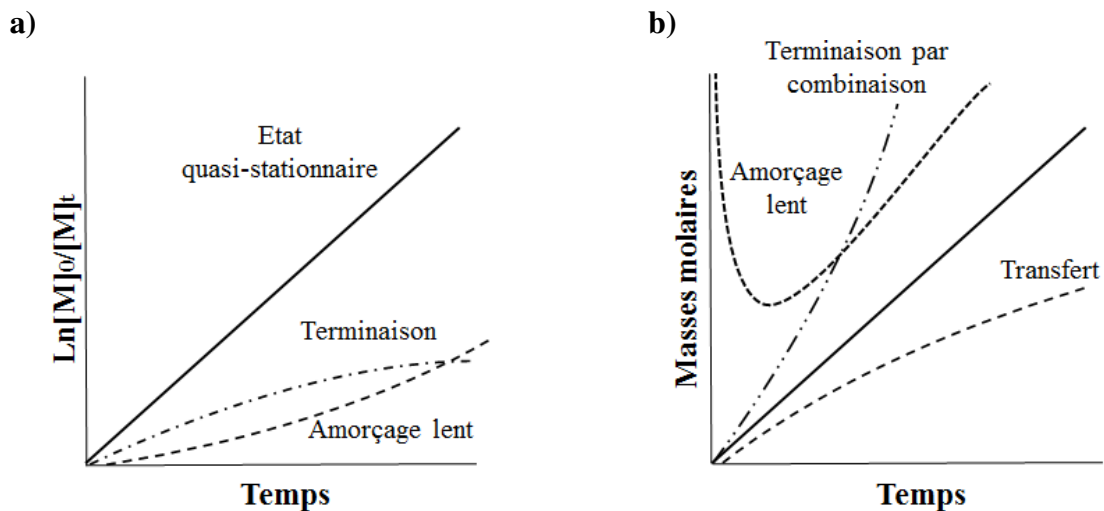 a)
Etat
quasi-stationnaire
Terminaison
Amorçage lent
Ln[M]0/[M]t
Temps
b)
Terminaison par
combinaison
Amorçage
lent
Transfert
Masses molaires
Temps